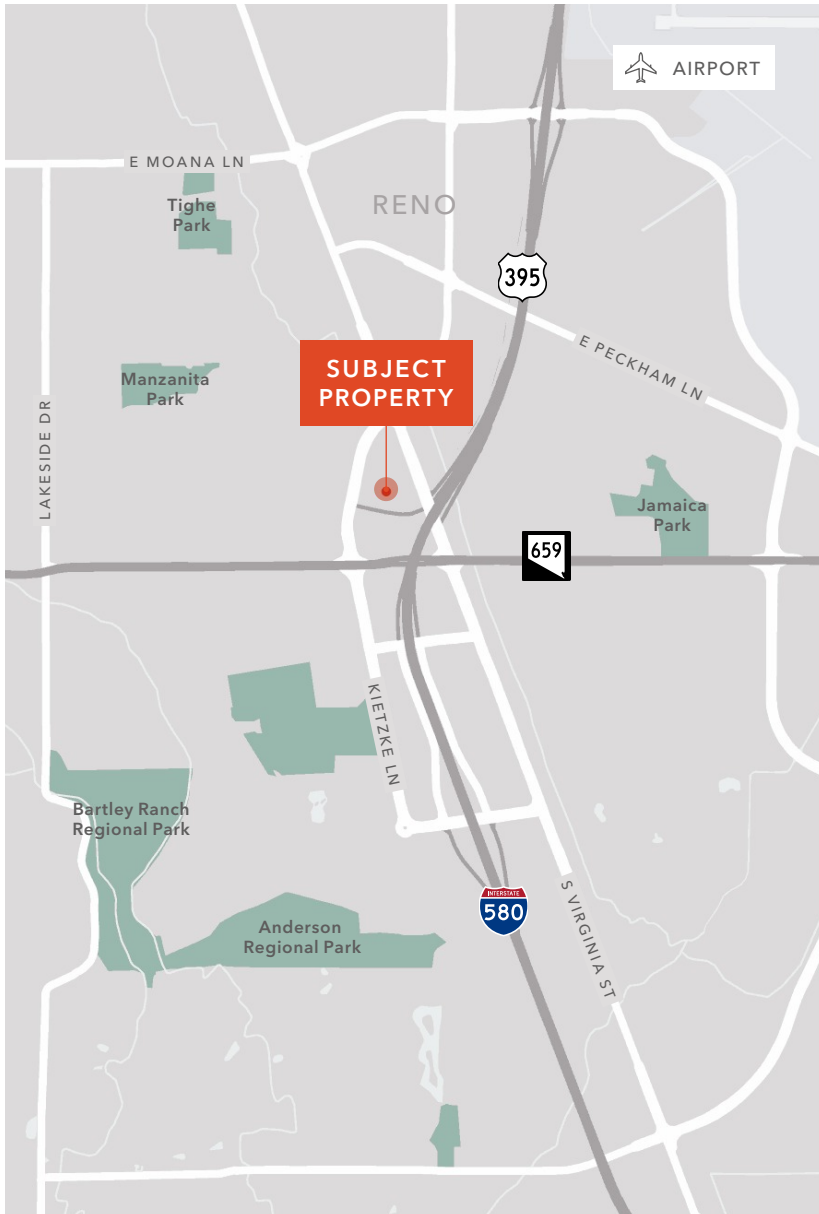 AIRPORT
E MOANA LN
Tighe
Park
RENO
395
E PECKHAM LN
SUBJECT
PROPERTY
Manzanita
Park
LAKESIDE DR
Jamaica
Park
659
KIETZKE LN
Bartley Ranch
Regional Park
INTERSTATE
580
S VIRGINIA ST
Anderson
Regional Park